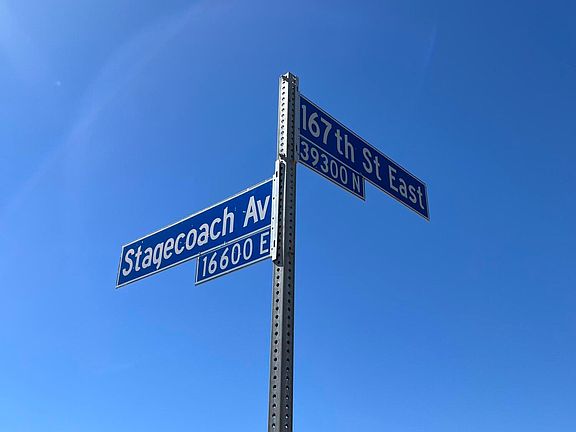 167th St East
39300 N
Stagecoach Av
16600 E